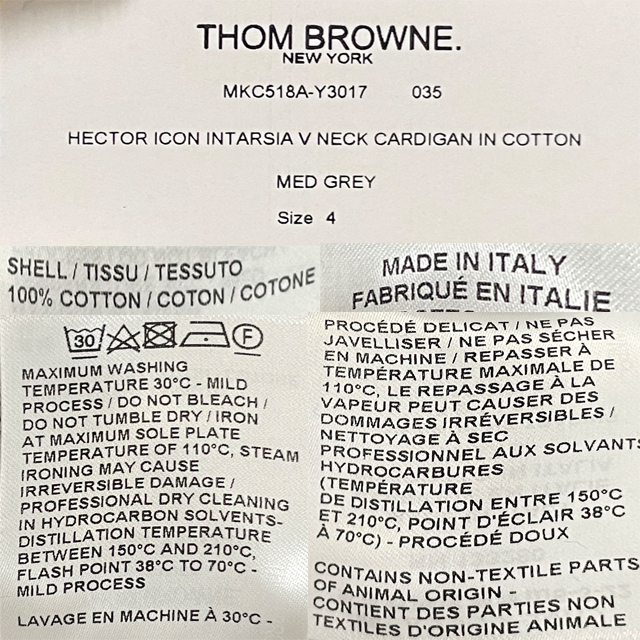 THOM BROWNE.
NEW YORK
MKC518A-Y3017 035
HECTOR ICON INTARSIA V NECK CARDIGAN IN COTTON
MED GREY
Size 4
SHELL / TISSU / TESSUTO
100% COTTON / COTON / COTONE
MADE IN ITALY
FABRIQUÉ EN ITALIE
30
F
MAXIMUM WASHING
TEMPERATURE 30°C - MILD
PROCESS / DO NOT BLEACH /
DO NOT TUMBLE DRY / IRON
AT MAXIMUM SOLE PLATE
TEMPERATURE OF 110°C, STEAM
IRONING MAY CAUSE
IRREVERSIBLE DAMAGE /
PROFESSIONAL DRY CLEANING
IN HYDROCARBON SOLVENTS-
DISTILLATION TEMPERATURE
BETWEEN 150°C AND 210°C,
FLASH POINT 38°C TO 70°C -
MILD PROCESS
LAVAGE EN MACHINE À 30°C -
PROCÉDÉ DELICAT / NE PAS
JAVELLISER / NE PAS SÉCHER
EN MACHINE / REPASSER À
TEMPÉRATURE MAXIMALE DE
110°C, LE REPASSAGE À LA
VAPEUR PEUT CAUSER DES
DOMMAGES IRRÉVERSIBLES /
NETTOYAGE À SEC
PROFESSIONNEL AUX SOLVANTS
HYDROCARBURES
(TEMPÉRATURE
DE DISTILLATION ENTRE 150°C
ET 210°C, POINT D'ÉCLAIR 38°C
À 70°C) - PROCÉDÉ DOUX
CONTAINS NON-TEXTILE PARTS
OF ANIMAL ORIGIN -
CONTIENT DES PARTIES NON
TEXTILES D'ORIGINE ANIMALE